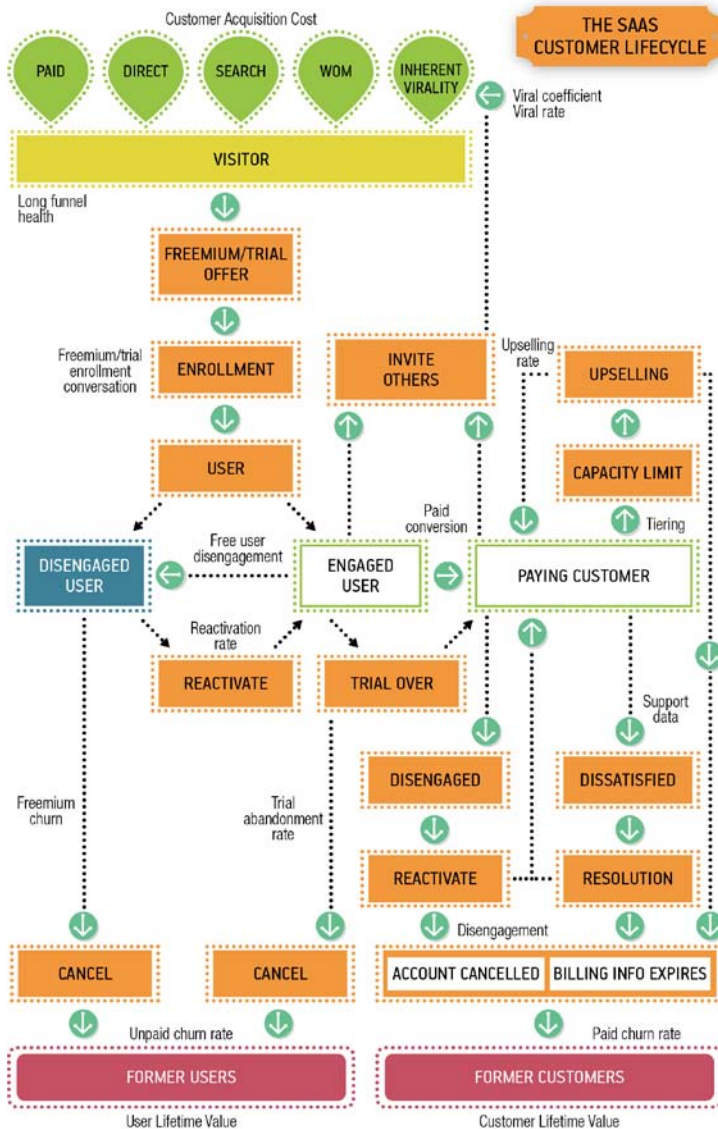 Customer Acquisition Cost
THE SAAS
CUSTOMER LIFECYCLE
PAID
DIRECT
SEARCH
WOM
INHERENT
VIRALITY
Viral coefficient
Viral rate
VISITOR
Long funnel
health
FREEMIUM/TRIAL
OFFER
Freemium/trial
enrollment
conversation
ENROLLMENT
INVITE
OTHERS
Upselling
rate
UPSELLING
USER
CAPACITY LIMIT
Free user
disengagement
Paid
conversion
Tiering
DISENGAGED
USER
ENGAGED
USER
PAYING CUSTOMER
Reactivation
rate
REACTIVATE
TRIAL OVER
Support
data
DISENGAGED
DISSATISFIED
Freemium
churn
Trial
abandonment
rate
REACTIVATE
RESOLUTION
Disengagement
CANCEL
CANCEL
ACCOUNT CANCELLED
BILLING INFO EXPIRES
Unpaid churn rate
Paid churn rate
FORMER USERS
FORMER CUSTOMERS
User Lifetime Value
Customer Lifetime Value